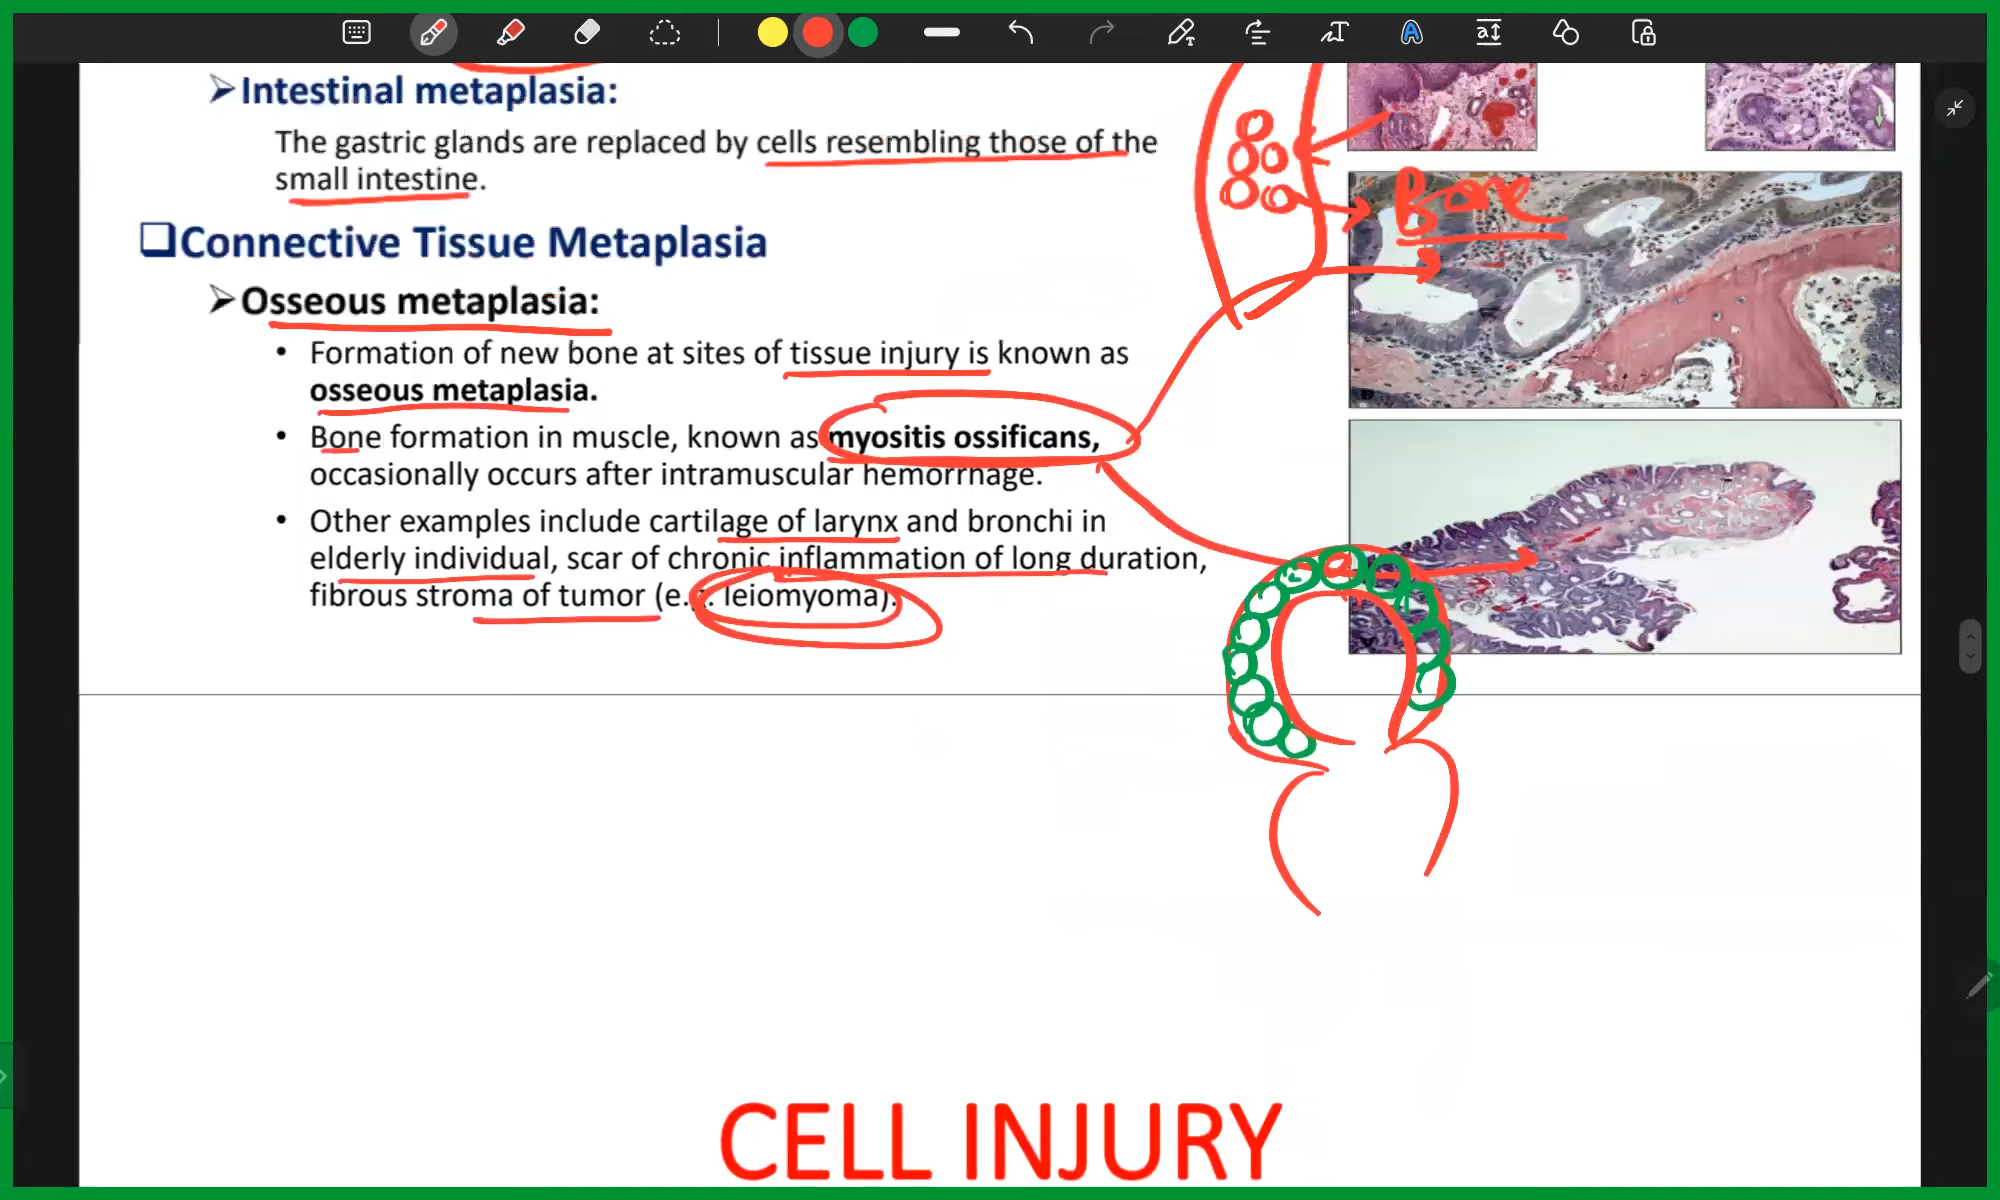 Intestinal metaplasia:
The gastric glands are replaced by cells resembling those of the
small intestine.
Connective Tissue Metaplasia
Osseous metaplasia:
• Formation of new bone at sites of tissue injury is known as
osseous metaplasia.
• Bone formation in muscle, known as myositis ossificans,
occasionally occurs after intramuscular hemorrhage.
• Other examples include cartilage of larynx and bronchi in
elderly individual, scar of chronic inflammation of long duration,
fibrous stroma of tumor (e.g. leiomyoma).
Bone
CELL INJURY